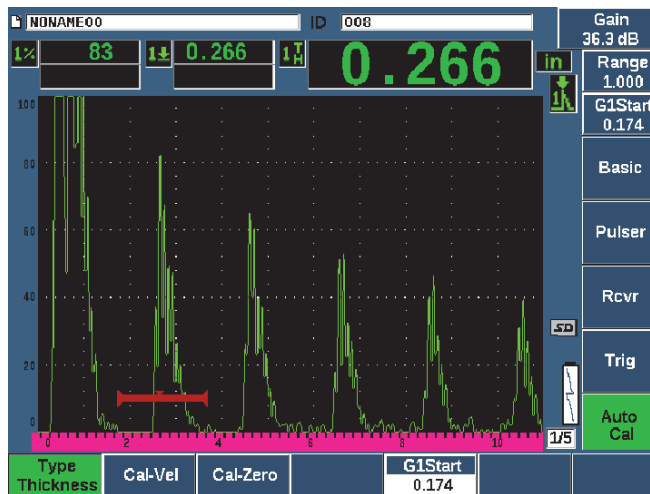 NONAME00 ID 008
Gain
36.3 dB
1% 83 1 0.266 1TH 0.266 in
Range
1.000
G1Start
0.174
100
80
60
40
20
0
Basic
Pulser
Rcvr
SD
Trig
Auto
Cal
0 2 4 6 8 10
1/5
Type
Thickness
Cal-Vel
Cal-Zero
G1Start
0.174